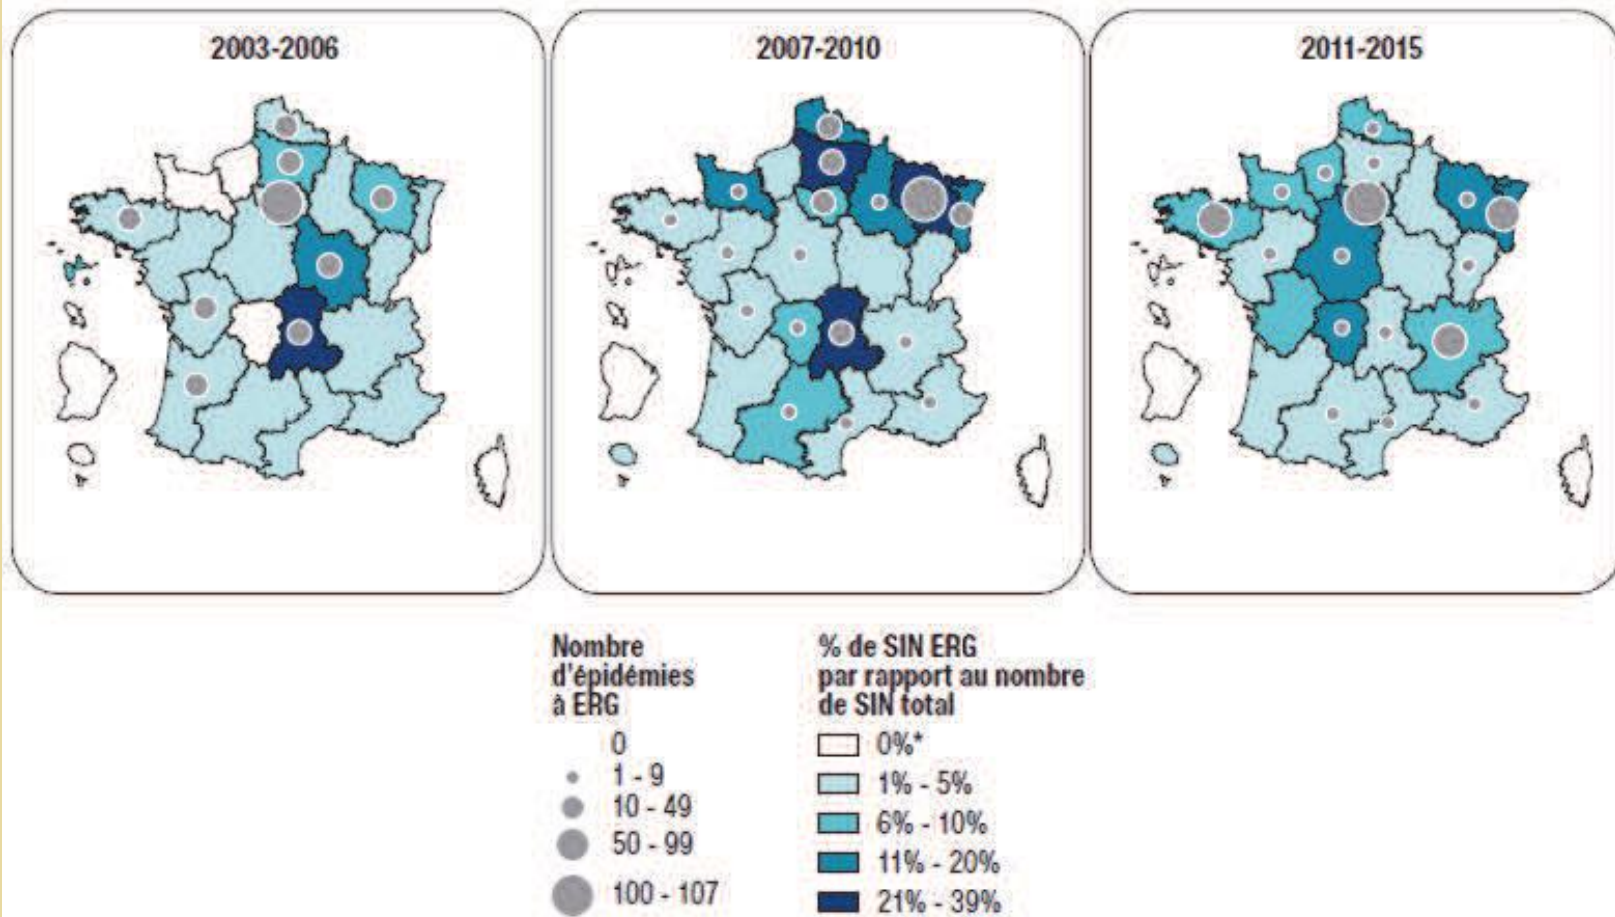 2003-2006
2007-2010
2011-2015
Nombre
d'épidémies
à ERG
0
1 - 9
10 - 49
50 - 99
100 - 107
% de SIN ERG
par rapport au nombre
de SIN total
0%*
1% - 5%
6% - 10%
11% - 20%
21% - 39%